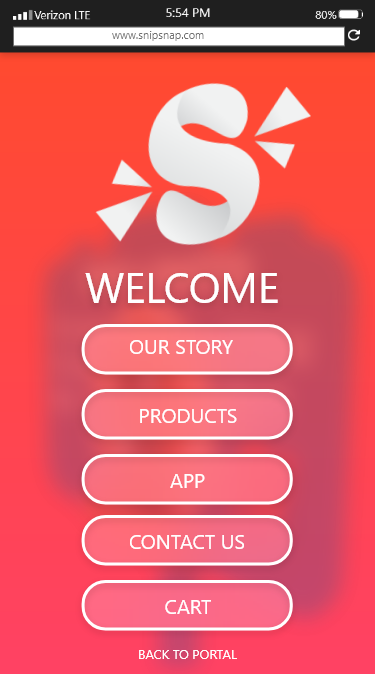 Verizon LTE 5:54 PM 80%
www.snipsnap.com
S
WELCOME
OUR STORY
PRODUCTS
APP
CONTACT US
CART
BACK TO PORTAL